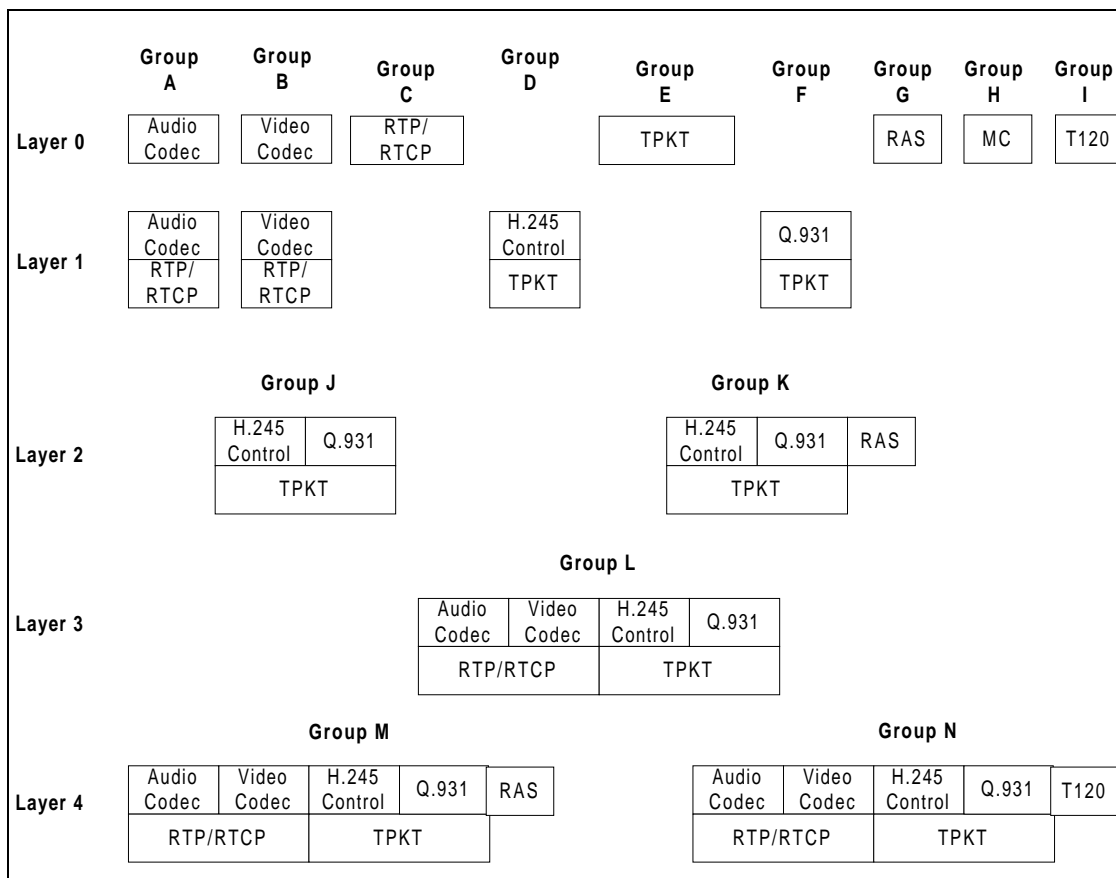 Group A
Group B
Group C
Group D
Group E
Group F
Group G
Group H
Group I
Layer 0
Audio Codec
Video Codec
RTP/ RTCP
TPKT
RAS
MC
T120
Layer 1
Audio Codec
Video Codec
H.245 Control
Q.931
RTP/ RTCP
RTP/ RTCP
TPKT
TPKT
Group J
Group K
Layer 2
H.245 Control
Q.931
H.245 Control
Q.931
RAS
TPKT
TPKT
Group L
Layer 3
Audio Codec
Video Codec
H.245 Control
Q.931
RTP/RTCP
TPKT
Group M
Group N
Layer 4
Audio Codec
Video Codec
H.245 Control
Q.931
RAS
Audio Codec
Video Codec
H.245 Control
Q.931
T120
RTP/RTCP
TPKT
RTP/RTCP
TPKT